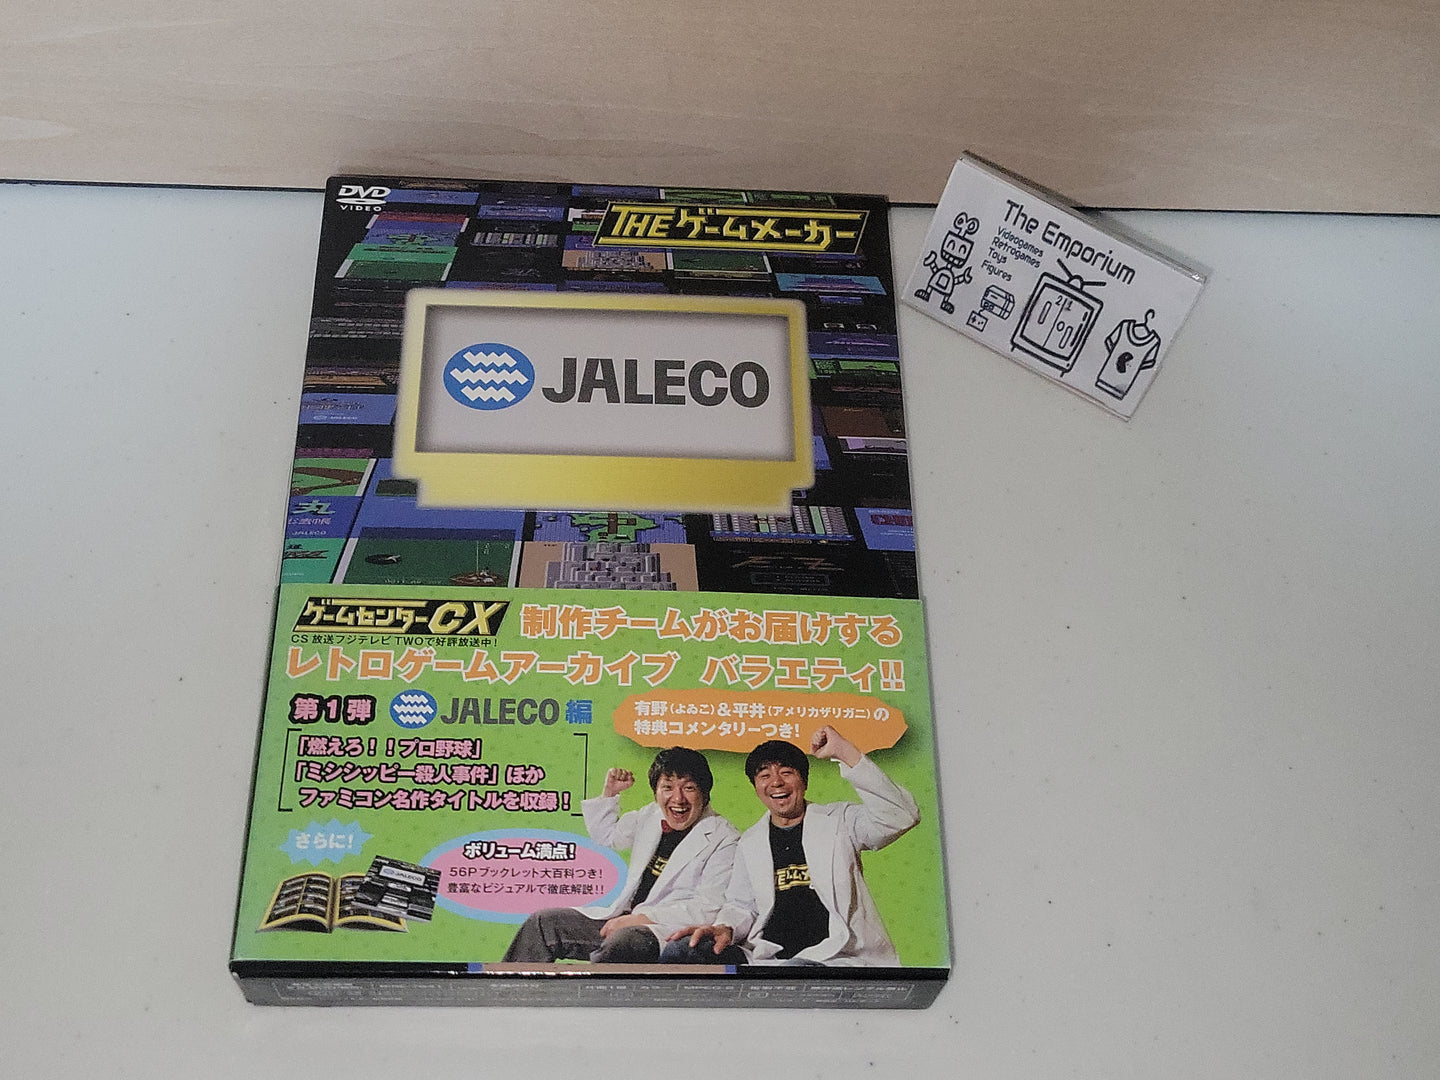 DVD
VIDEO
THE ゲームメーカー
JALECO
The Emporium
Videogames
Retrogames
Toys
Figures
丸
JALECO
ゲームセンターCX
CS放送フジテレビTWOで好評放送中!
制作チームがお届けする
レトロゲームアーカイブ バラエティ!!
第1弾 JALECO編
有野(よゐこ)&平井(アメリカザリガニ)の
特典コメンタリーつき!
「燃えろ!!プロ野球」
「ミシシッピー殺人事件」ほか
ファミコン名作タイトルを収録!
さらに!
JALECO
ボリューム満点!
56Pブックレット大百科つき!
豊富なビジュアルで徹底解説!!